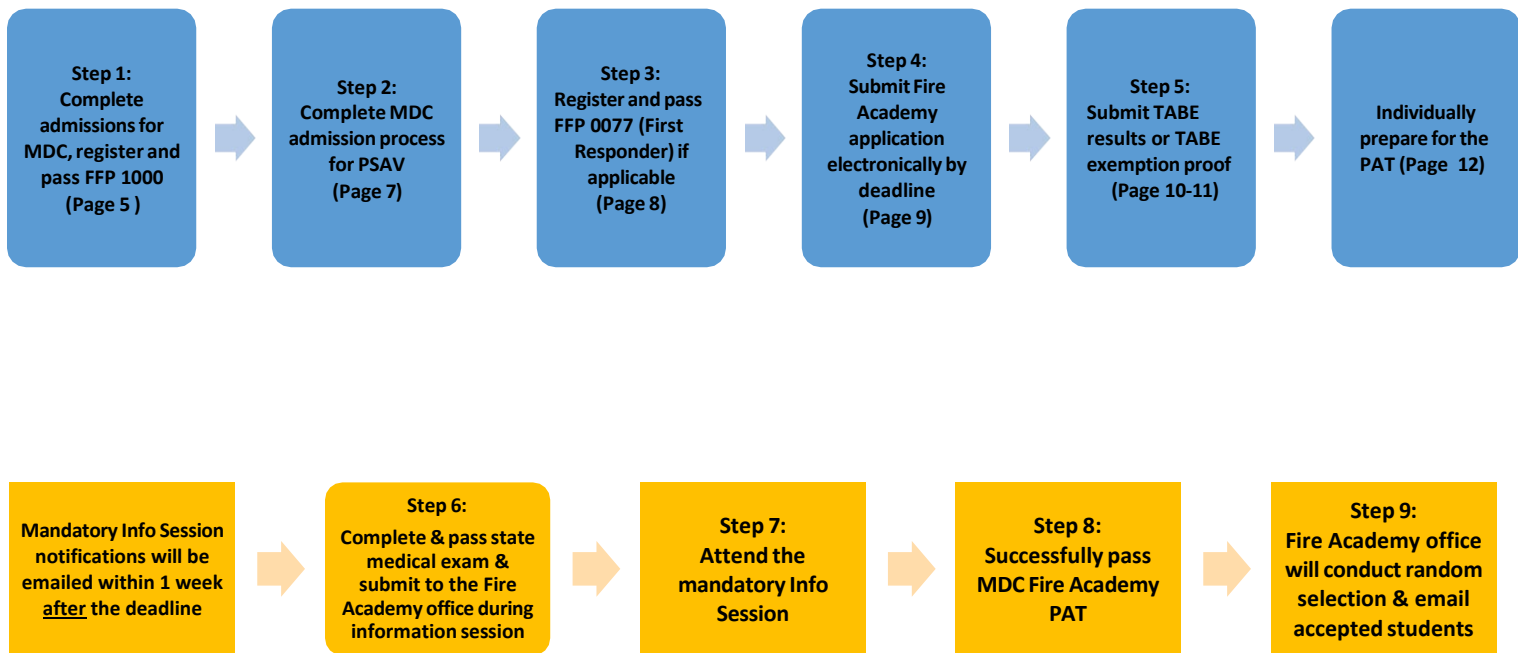 Step 1:
Complete
admissions for
MDC, register and
pass FFP 1000
(Page 5 )
Step 2:
Complete MDC
admission process
for PSAV
(Page 7)
Step 3:
Register and pass
FFP 0077 (First
Responder) if
applicable
(Page 8)
Step 4:
Submit Fire
Academy
application
electronically by
deadline
(Page 9)
Step 5:
Submit TABE
results or TABE
exemption proof
(Page 10-11)
Individually
prepare for the
PAT (Page 12)
Mandatory Info Session
notifications will be
emailed within 1 week
after the deadline
Step 6:
Complete & pass state
medical exam &
submit to the Fire
Academy office during
information session
Step 7:
Attend the
mandatory Info
Session
Step 8:
Successfully pass
MDC Fire Academy
PAT
Step 9:
Fire Academy office
will conduct random
selection & email
accepted students